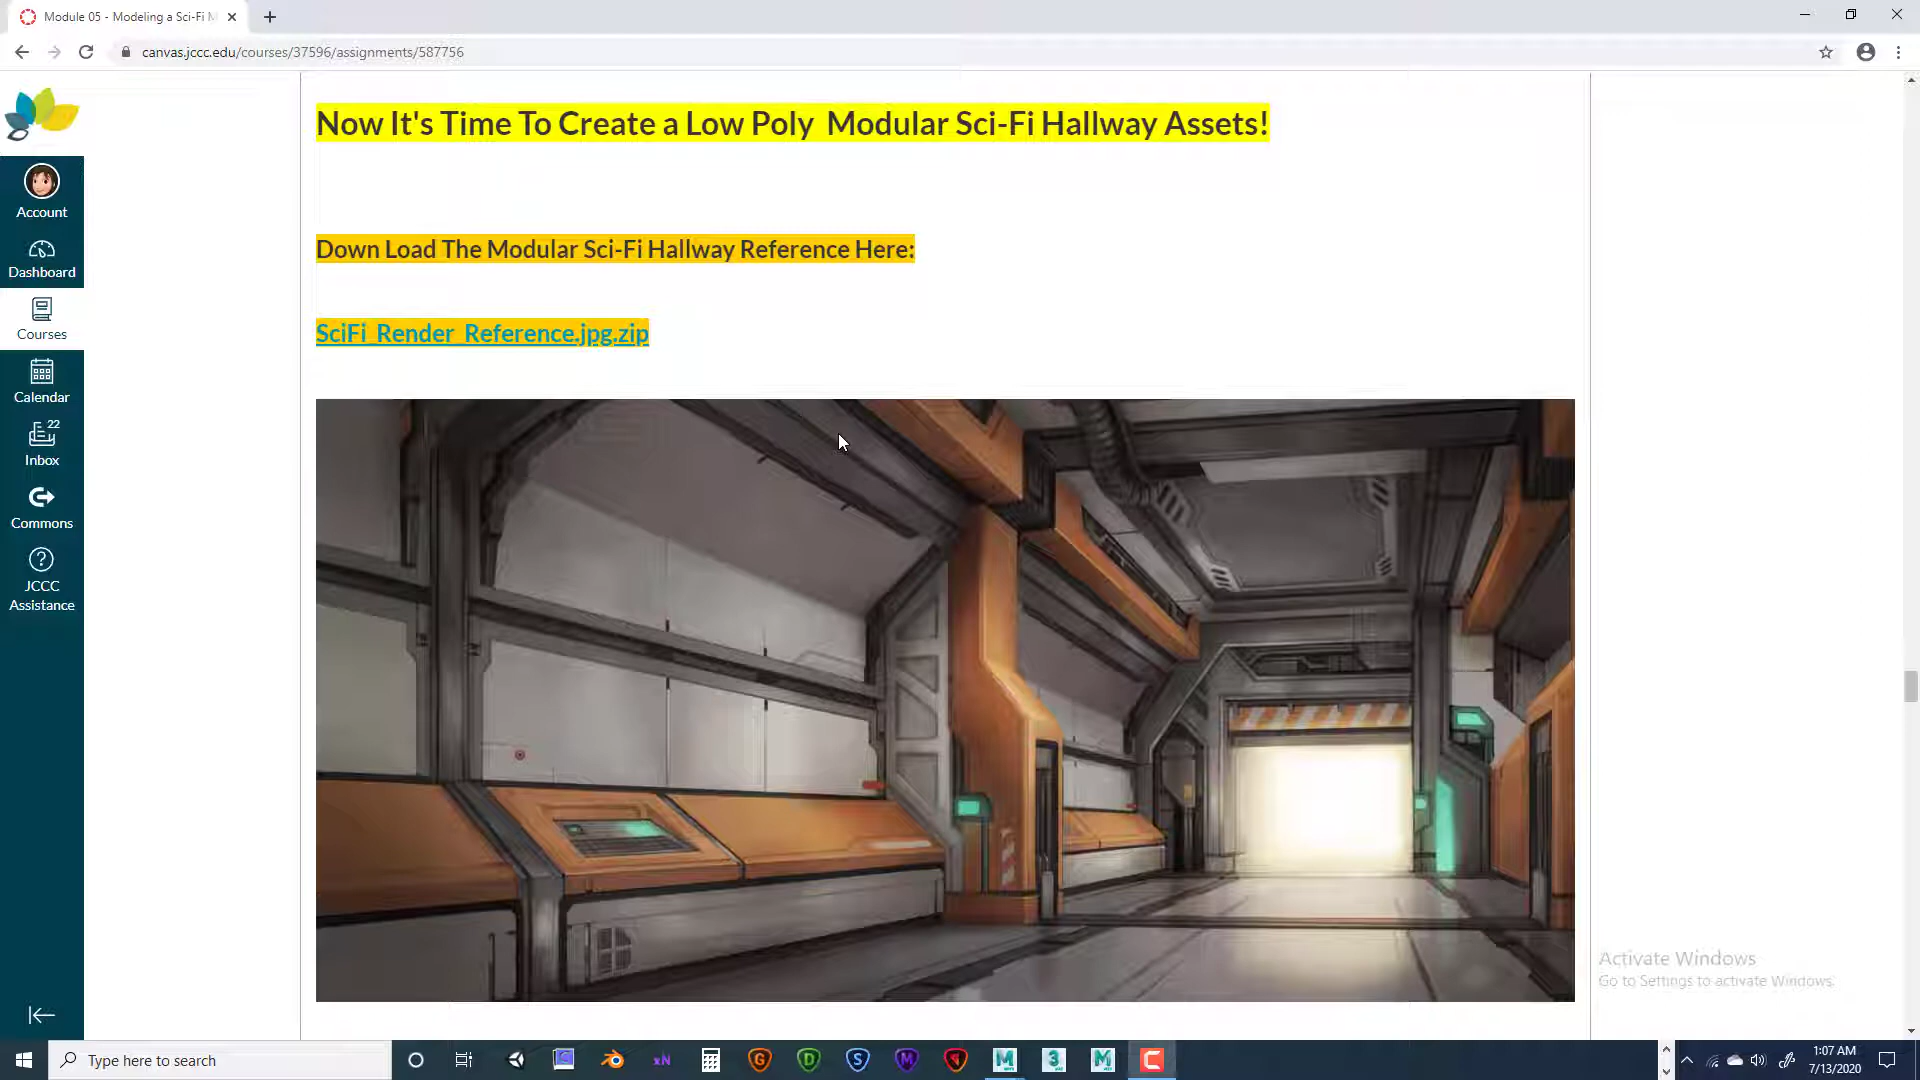 Module 05 - Modeling a Sci-Fi M
canvas.jccc.edu/courses/37596/assignments/587756
Now It's Time To Create a Low Poly  Modular Sci-Fi Hallway Assets!
Down Load The Modular Sci-Fi Hallway Reference Here:
SciFi_Render_Reference.jpg.zip
Account
Dashboard
Courses
Calendar
22
Inbox
Commons
JCCC
Assistance
Activate Windows
Go to Settings to activate Windows.
Type here to search
1:07 AM
7/13/2020